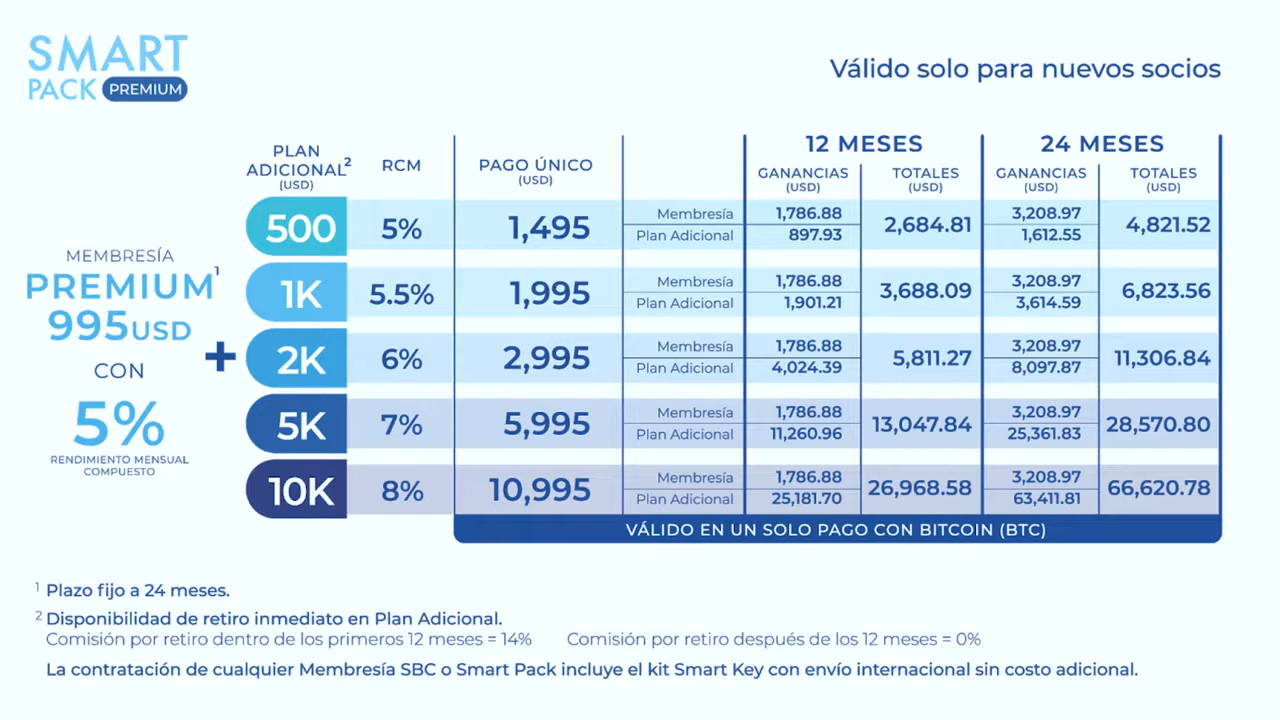 SMART
PACK PREMIUM
Válido solo para nuevos socios
MEMBRESÍA
PREMIUM¹
995USD
CON
5%
RENDIMIENTO MENSUAL
COMPUESTO
+
PLAN
ADICIONAL²
(USD)
RCM
PAGO ÚNICO
(USD)
12 MESES
24 MESES
GANANCIAS
(USD)
TOTALES
(USD)
GANANCIAS
(USD)
TOTALES
(USD)
500 5% 1,495 Membresía 1,786.88 2,684.81 3,208.97 4,821.52
Plan Adicional 897.93 1,612.55
1K 5.5% 1,995 Membresía 1,786.88 3,688.09 3,208.97 6,823.56
Plan Adicional 1,901.21 3,614.59
2K 6% 2,995 Membresía 1,786.88 5,811.27 3,208.97 11,306.84
Plan Adicional 4,024.39 8,097.87
5K 7% 5,995 Membresía 1,786.88 13,047.84 3,208.97 28,570.80
Plan Adicional 11,260.96 25,361.83
10K 8% 10,995 Membresía 1,786.88 26,968.58 3,208.97 66,620.78
Plan Adicional 25,181.70 63,411.81
VÁLIDO EN UN SOLO PAGO CON BITCOIN (BTC)
¹ Plazo fijo a 24 meses.
² Disponibilidad de retiro inmediato en Plan Adicional.
Comisión por retiro dentro de los primeros 12 meses = 14% Comisión por retiro después de los 12 meses = 0%
La contratación de cualquier Membresía SBC o Smart Pack incluye el kit Smart Key con envío internacional sin costo adicional.